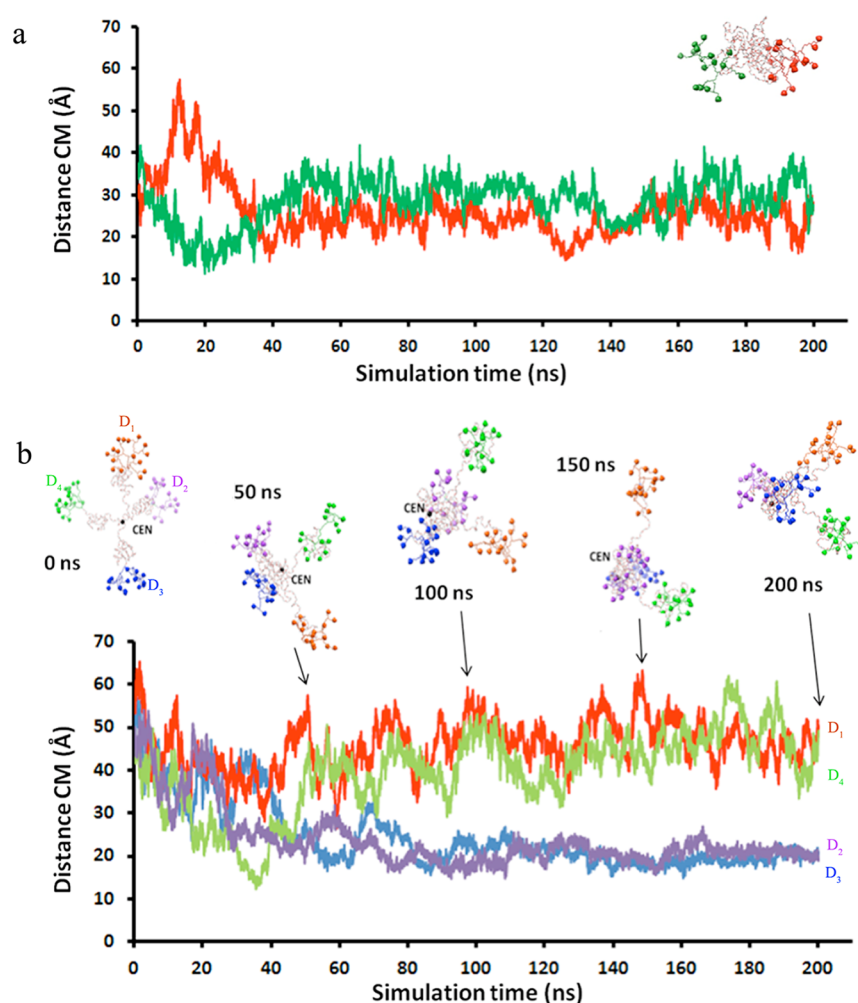 a
70
60
50
40
30
20
10
0
Distance CM (Å)
0 20 40 60 80 100 120 140 160 180 200
Simulation time (ns)
b
D1
D4
D2
CEN
0 ns
D3
50 ns
CEN
CEN
100 ns
150 ns
CEN
200 ns
70
60
50
40
30
20
10
0
Distance CM (Å)
D1
D4
D2
D3
0 20 40 60 80 100 120 140 160 180 200
Simulation time (ns)